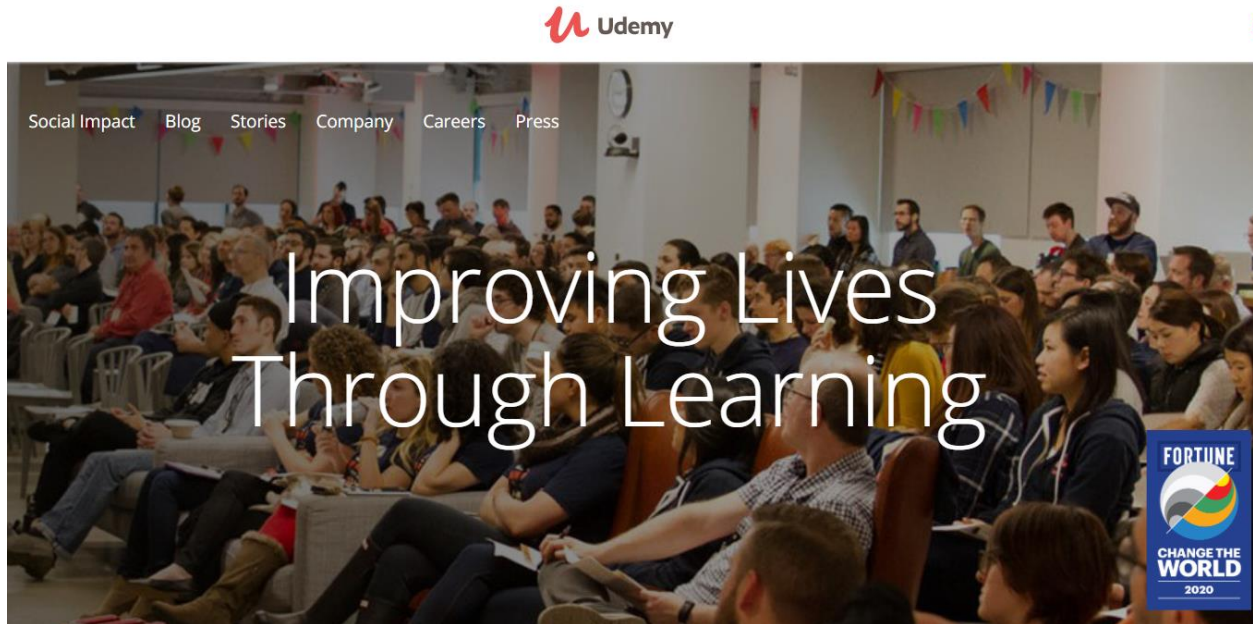 Udemy
Social Impact Blog Stories Company Careers Press
Improving Lives
Through Learning
FORTUNE
CHANGE THE
WORLD
2020